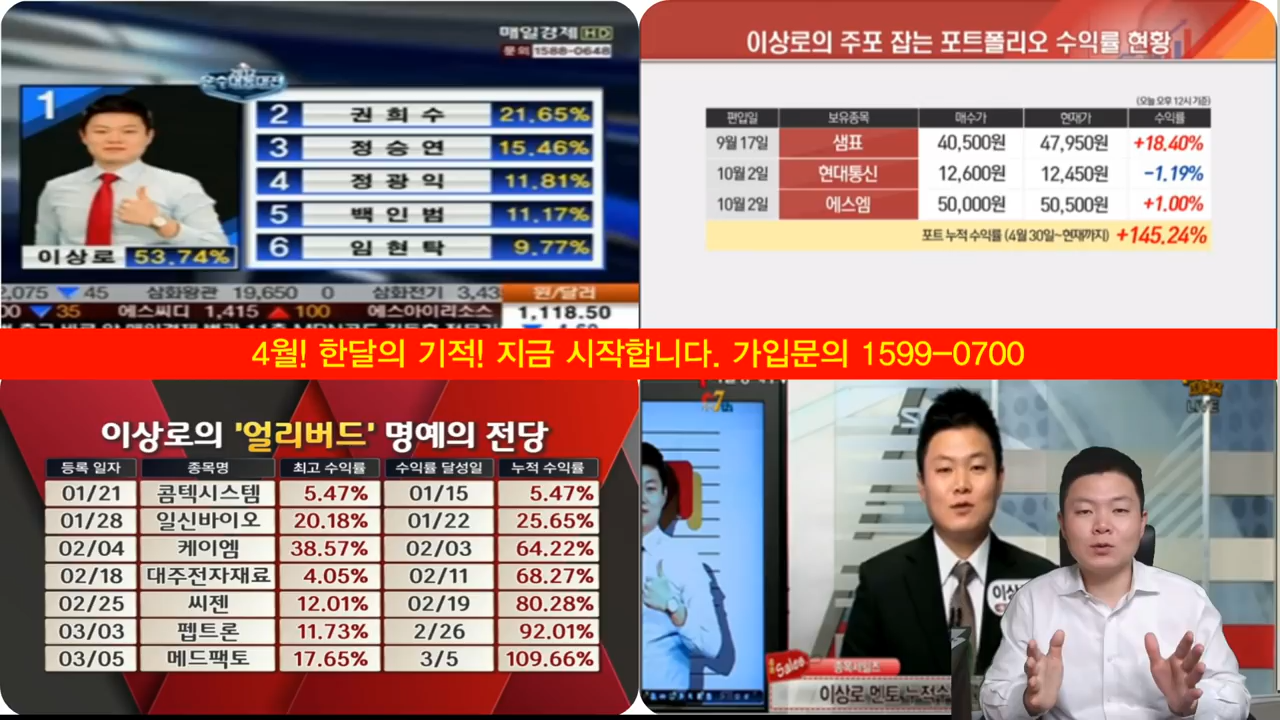 매일경제 HD
문의 1588-0648
1
2 권희수 21.65%
3 정승연 15.46%
4 정광익 11.81%
5 백인범 11.17%
6 임현탁 9.77%
이상로 53.74%
2,075 ▼ 45 삼화왕관 19,650 0 삼화전기 3,43
원/달러
00 ▼ 35 에스씨디 1,415 ▲ 100 에스아이리소스
1,118.50
이상로의 주포 잡는 포트폴리오 수익률 현황
(오늘 오후 12시 기준)
편입일 보유종목 매수가 현재가 수익률
9월 17일 샘표 40,500원 47,950원 +18.40%
10월 2일 현대통신 12,600원 12,450원 -1.19%
10월 2일 에스엠 50,000원 50,500원 +1.00%
포트 누적 수익률 (4월 30일~현재까지) +145.24%
4월! 한달의 기적! 지금 시작합니다. 가입문의 1599-0700
이상로의 '얼리버드' 명예의 전당
등록 일자 종목명 최고 수익률 수익률 달성일 누적 수익률
01/21 콤텍시스템 5.47% 01/15 5.47%
01/28 일신바이오 20.18% 01/22 25.65%
02/04 케이엠 38.57% 02/03 64.22%
02/18 대주전자재료 4.05% 02/11 68.27%
02/25 씨젠 12.01% 02/19 80.28%
03/03 펩트론 11.73% 2/26 92.01%
03/05 메드팩토 17.65% 3/5 109.66%
LIVE
이상
Sales
종목세일즈
이상로 멘토 누적수